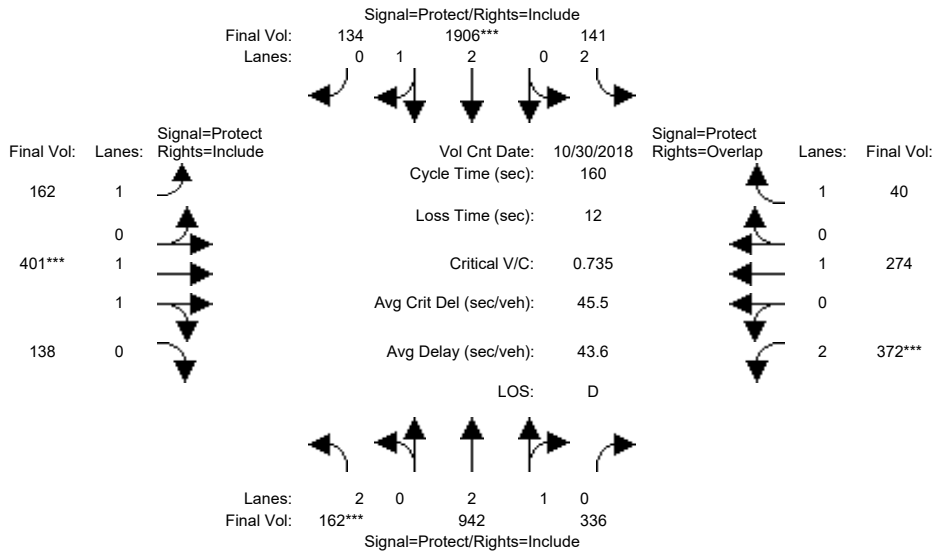 Signal=Protect/Rights=Include
Final Vol: 134 1906*** 141
Lanes: 0 1 2 0 2
Signal=Protect
Final Vol: Lanes: Rights=Include
Vol Cnt Date: 10/30/2018
Signal=Protect
Rights=Overlap Lanes: Final Vol:
Cycle Time (sec): 160
162 1
1 40
Loss Time (sec): 12
0
0
401*** 1
Critical V/C: 0.735
1 274
1
Avg Crit Del (sec/veh): 45.5
0
138 0
Avg Delay (sec/veh): 43.6
2 372***
LOS: D
Lanes: 2 0 2 1 0
Final Vol: 162*** 942 336
Signal=Protect/Rights=Include